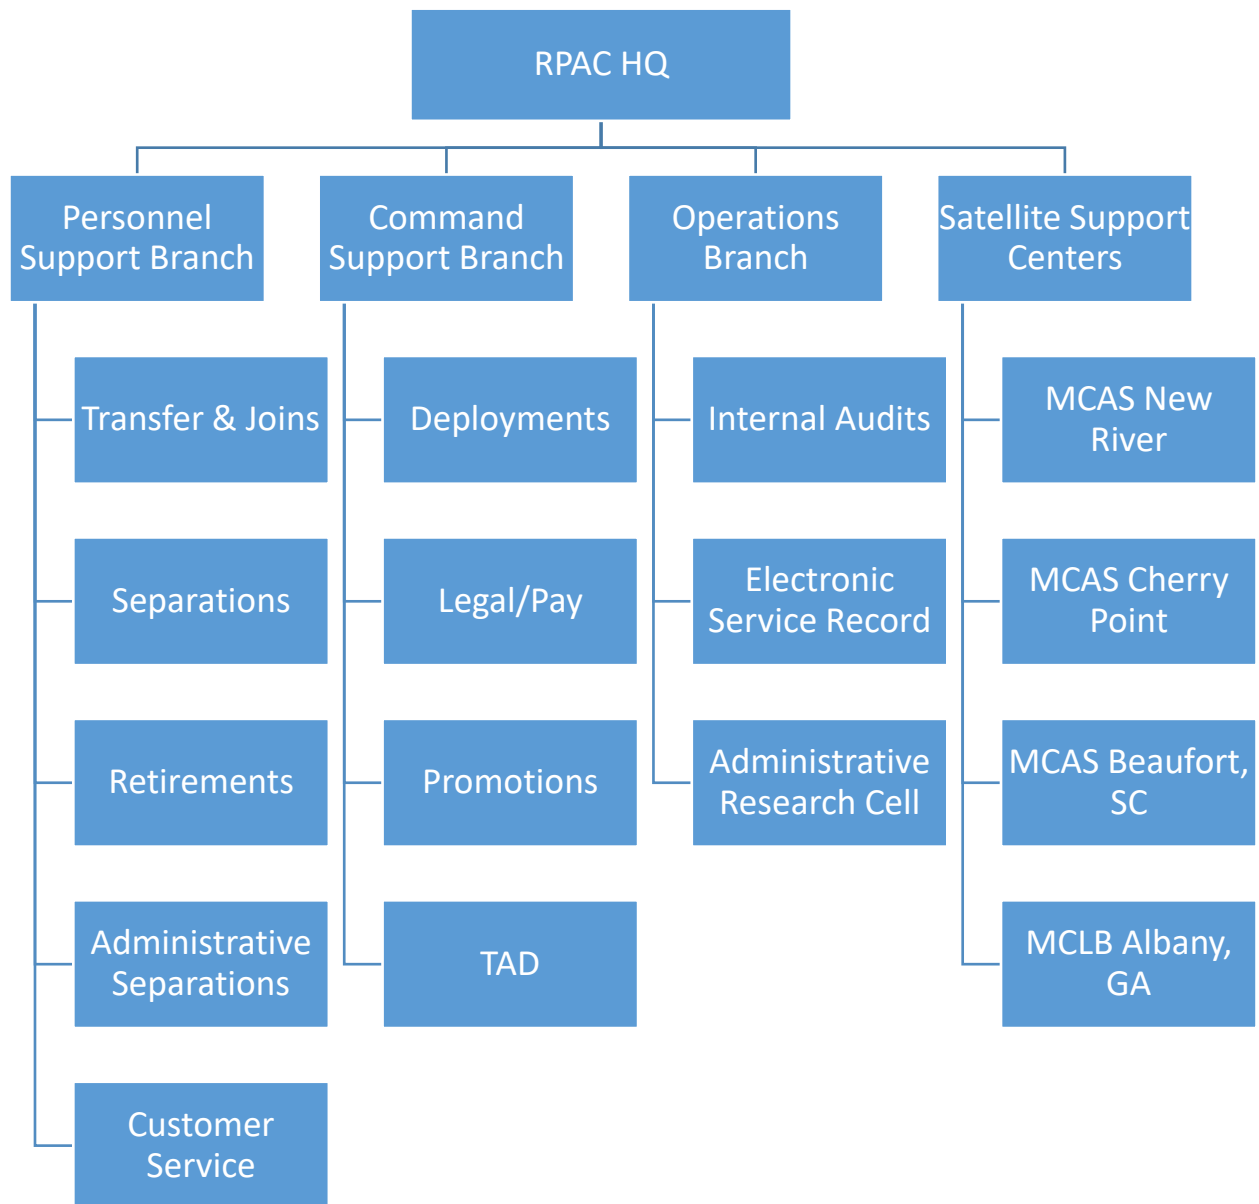 RPAC HQ
Personnel
Support Branch
Command
Support Branch
Operations
Branch
Satellite Support
Centers
Transfer & Joins
Deployments
Internal Audits
MCAS New
River
Separations
Legal/Pay
Electronic
Service Record
MCAS Cherry
Point
Retirements
Promotions
Administrative
Research Cell
MCAS Beaufort,
SC
Administrative
Separations
TAD
MCLB Albany,
GA
Customer
Service